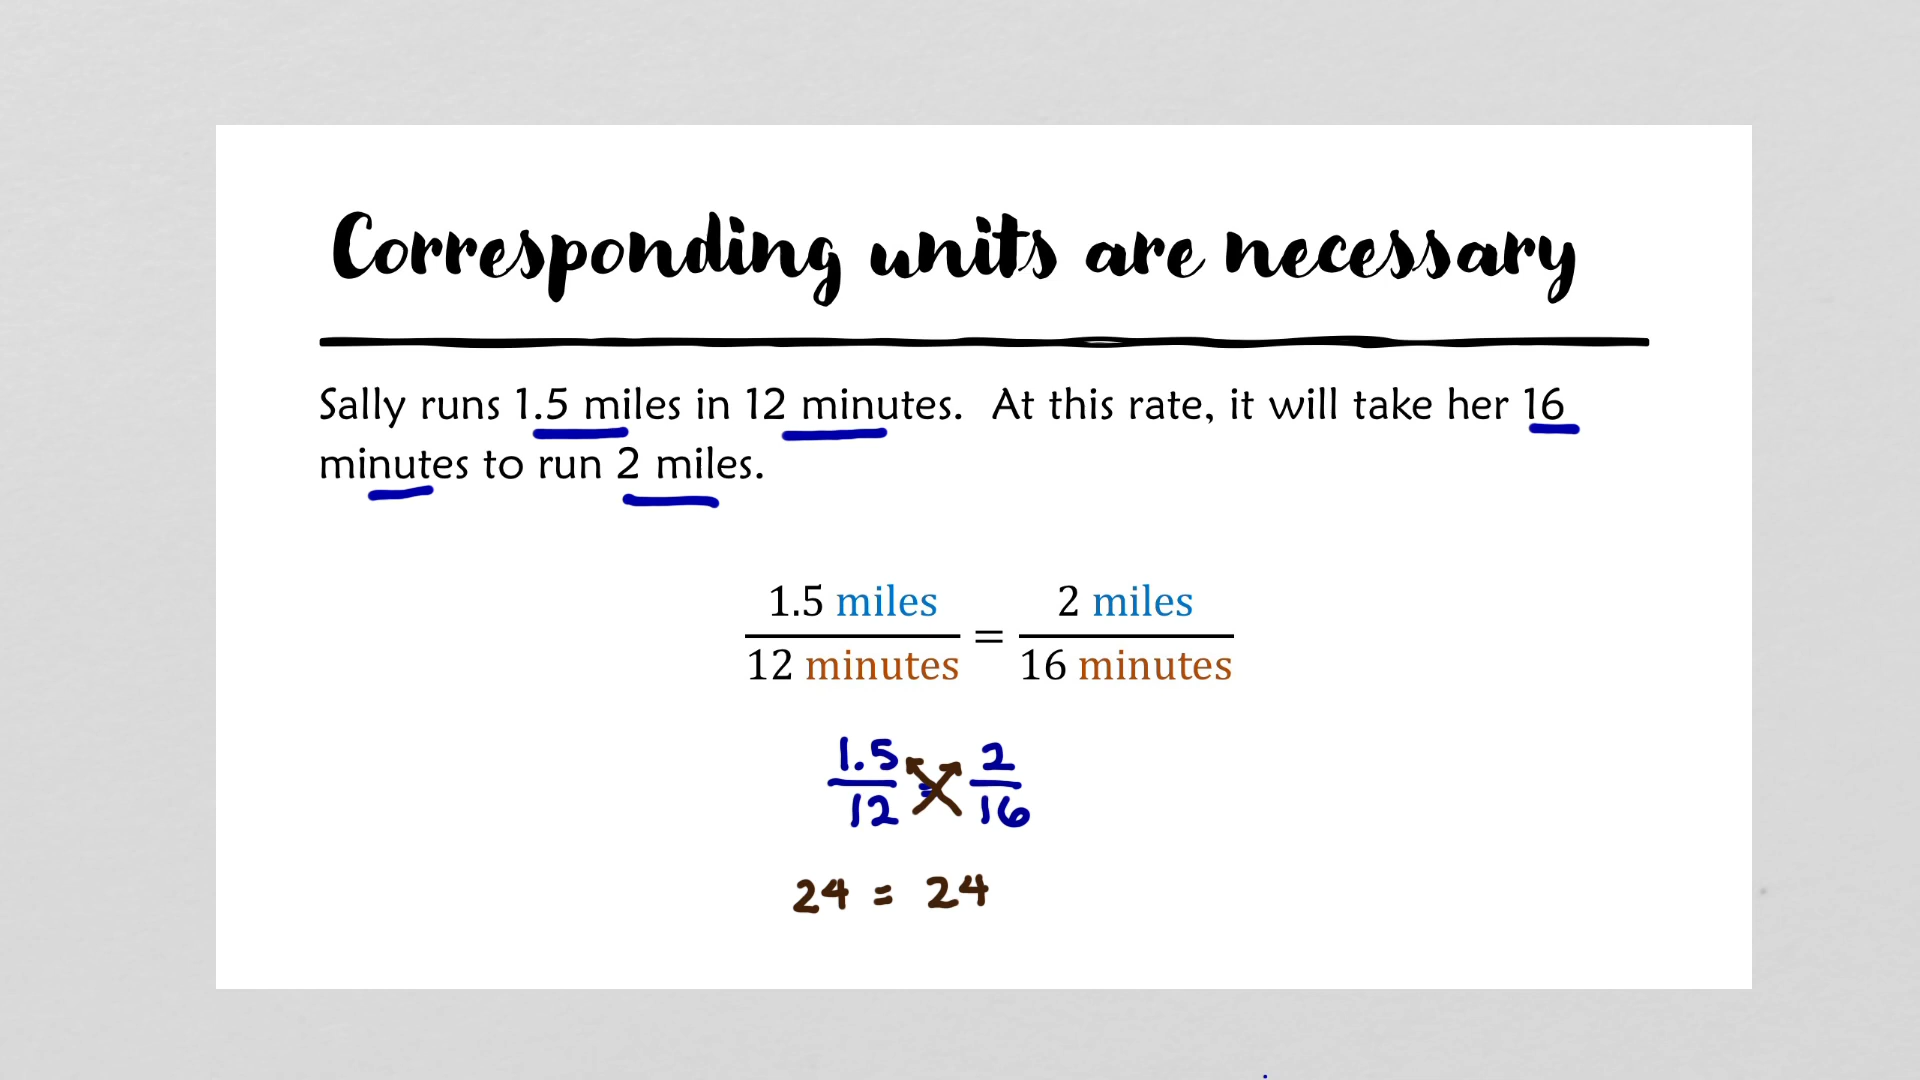 Corresponding units are necessary
Sally runs 1.5 miles in 12 minutes. At this rate, it will take her 16
minutes to run 2 miles.
1.5 miles / 12 minutes = 2 miles / 16 minutes
1.5 / 12 = 2 / 16
24 = 24